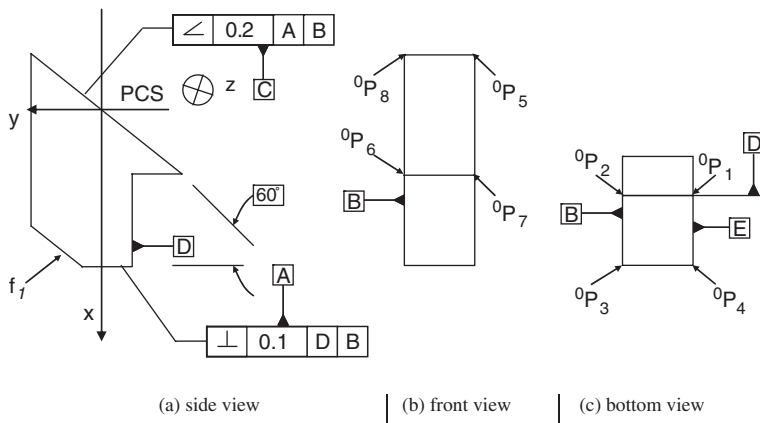 ∠ 0.2 A B
C
PCS
z
y
60°
D
A
f₁
x
⊥ 0.1 D B
(a) side view
⁰P₈
⁰P₅
⁰P₆
B
⁰P₇
(b) front view
D
⁰P₂
⁰P₁
B
E
⁰P₃
⁰P₄
(c) bottom view